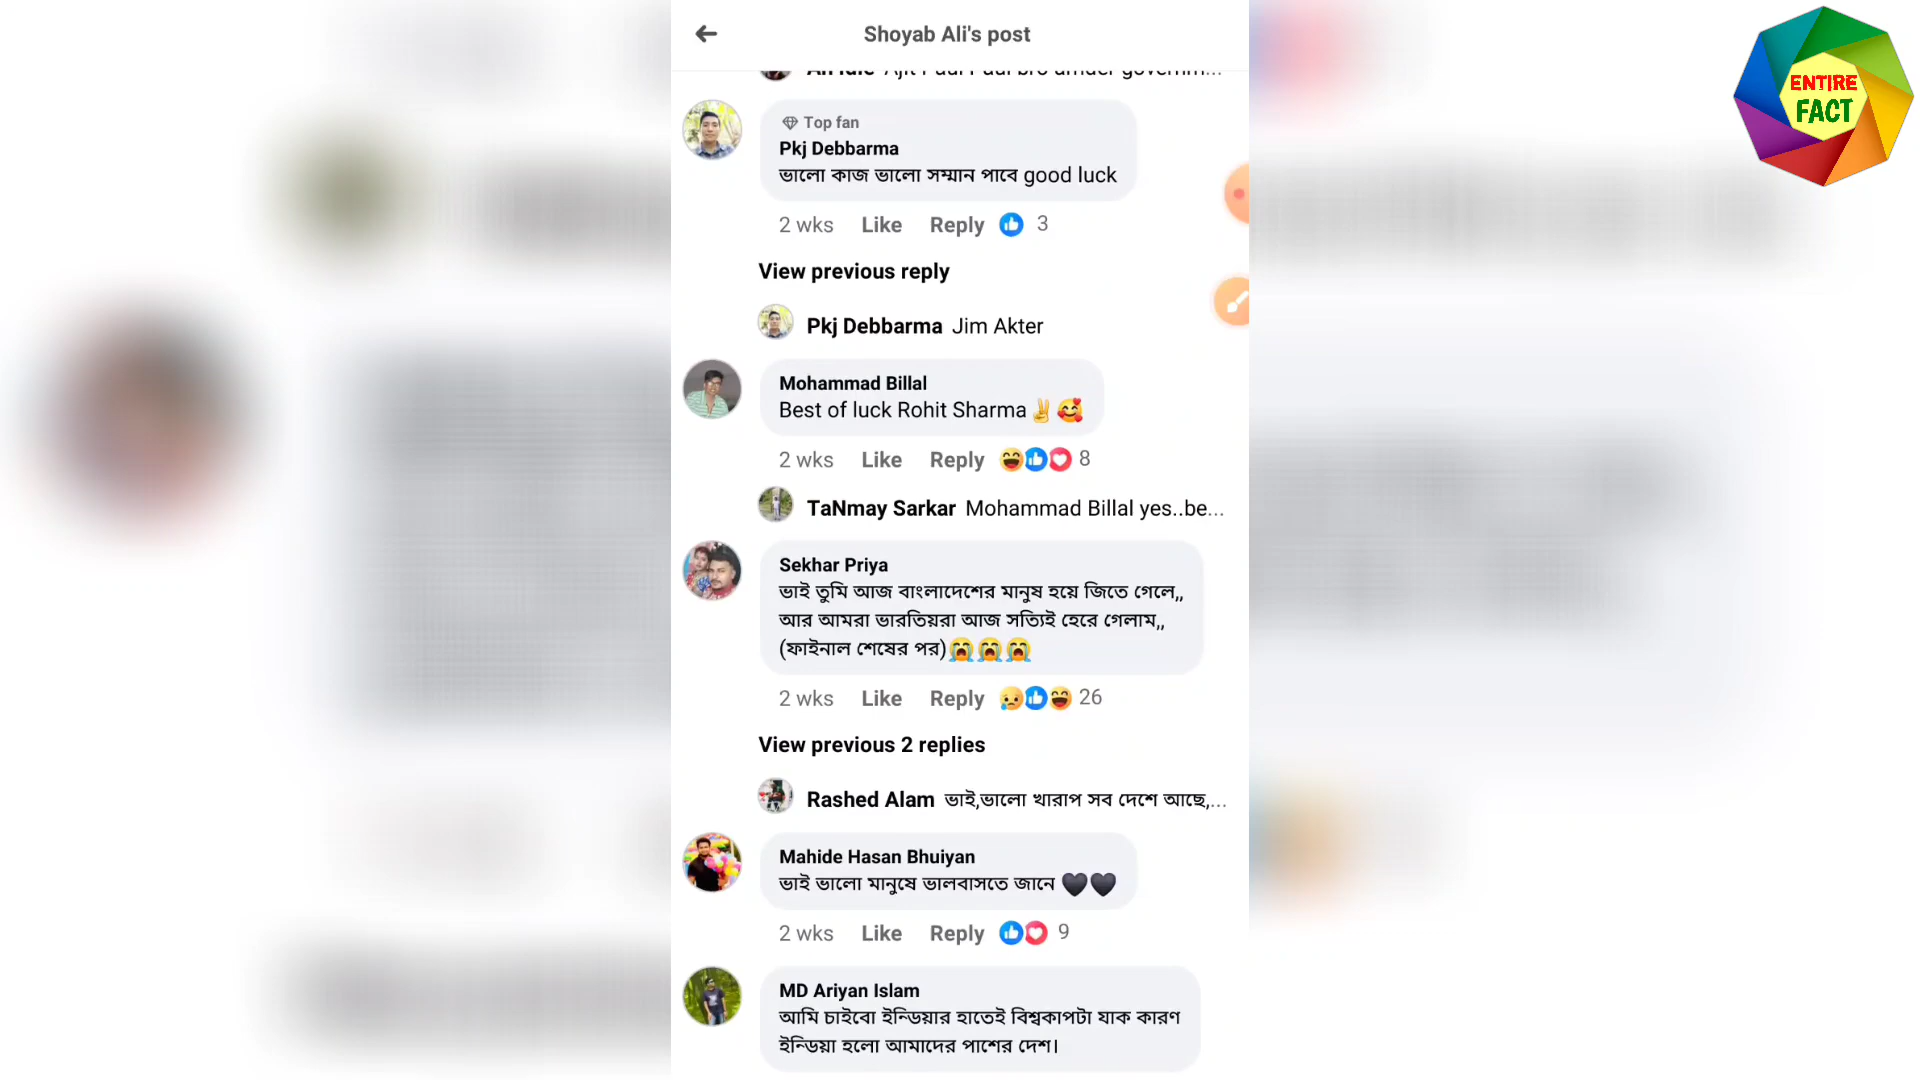 Shoyab Ali's post
Pkj Debbarma
Top fan
ভালো কাজ ভালো সম্মান পাবে good luck
2 wks Like Reply 3
View previous reply
Pkj Debbarma Jim Akter
Mohammad Billal
Best of luck Rohit Sharma✌️🥰
2 wks Like Reply 8
TaNmay Sarkar Mohammad Billal yes..be...
Sekhar Priya
ভাই তুমি আজ বাংলাদেশের মানুষ হয়ে জিতে গেলে,,
আর আমরা ভারতিয়রা আজ সত্যিই হেরে গেলাম,,
(ফাইনাল শেষের পর)😭😭😭
2 wks Like Reply 26
View previous 2 replies
Rashed Alam ভাই,ভালো খারাপ সব দেশে আছে,...
Mahide Hasan Bhuiyan
ভাই ভালো মানুষে ভালবাসতে জানে 🖤🖤
2 wks Like Reply 9
MD Ariyan Islam
আমি চাইবো ইন্ডিয়ার হাতেই বিশ্বকাপটা যাক কারণ
ইন্ডিয়া হলো আমাদের পাশের দেশ।
ENTIRE
FACT